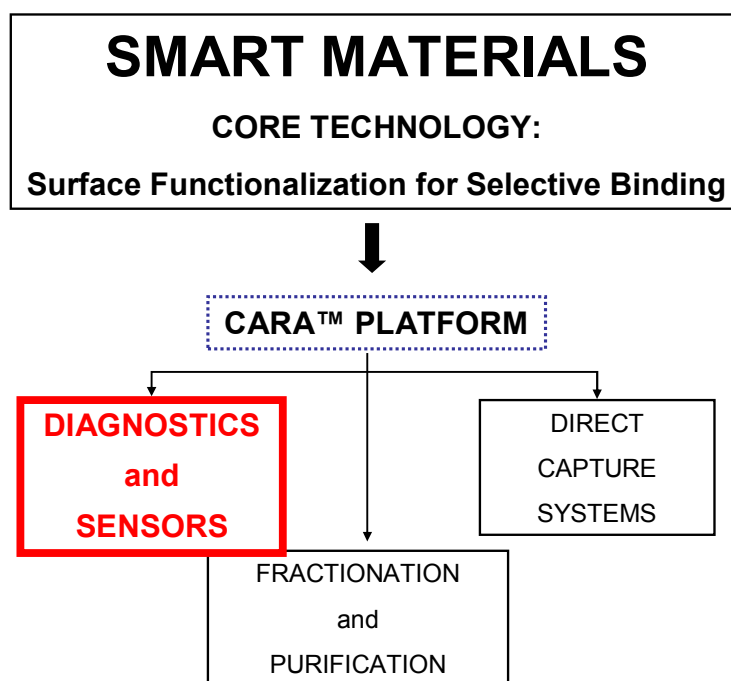 SMART MATERIALS
CORE TECHNOLOGY:
Surface Functionalization for Selective Binding
CARA™ PLATFORM
DIAGNOSTICS
and
SENSORS
DIRECT
CAPTURE
SYSTEMS
FRACTIONATION
and
PURIFICATION